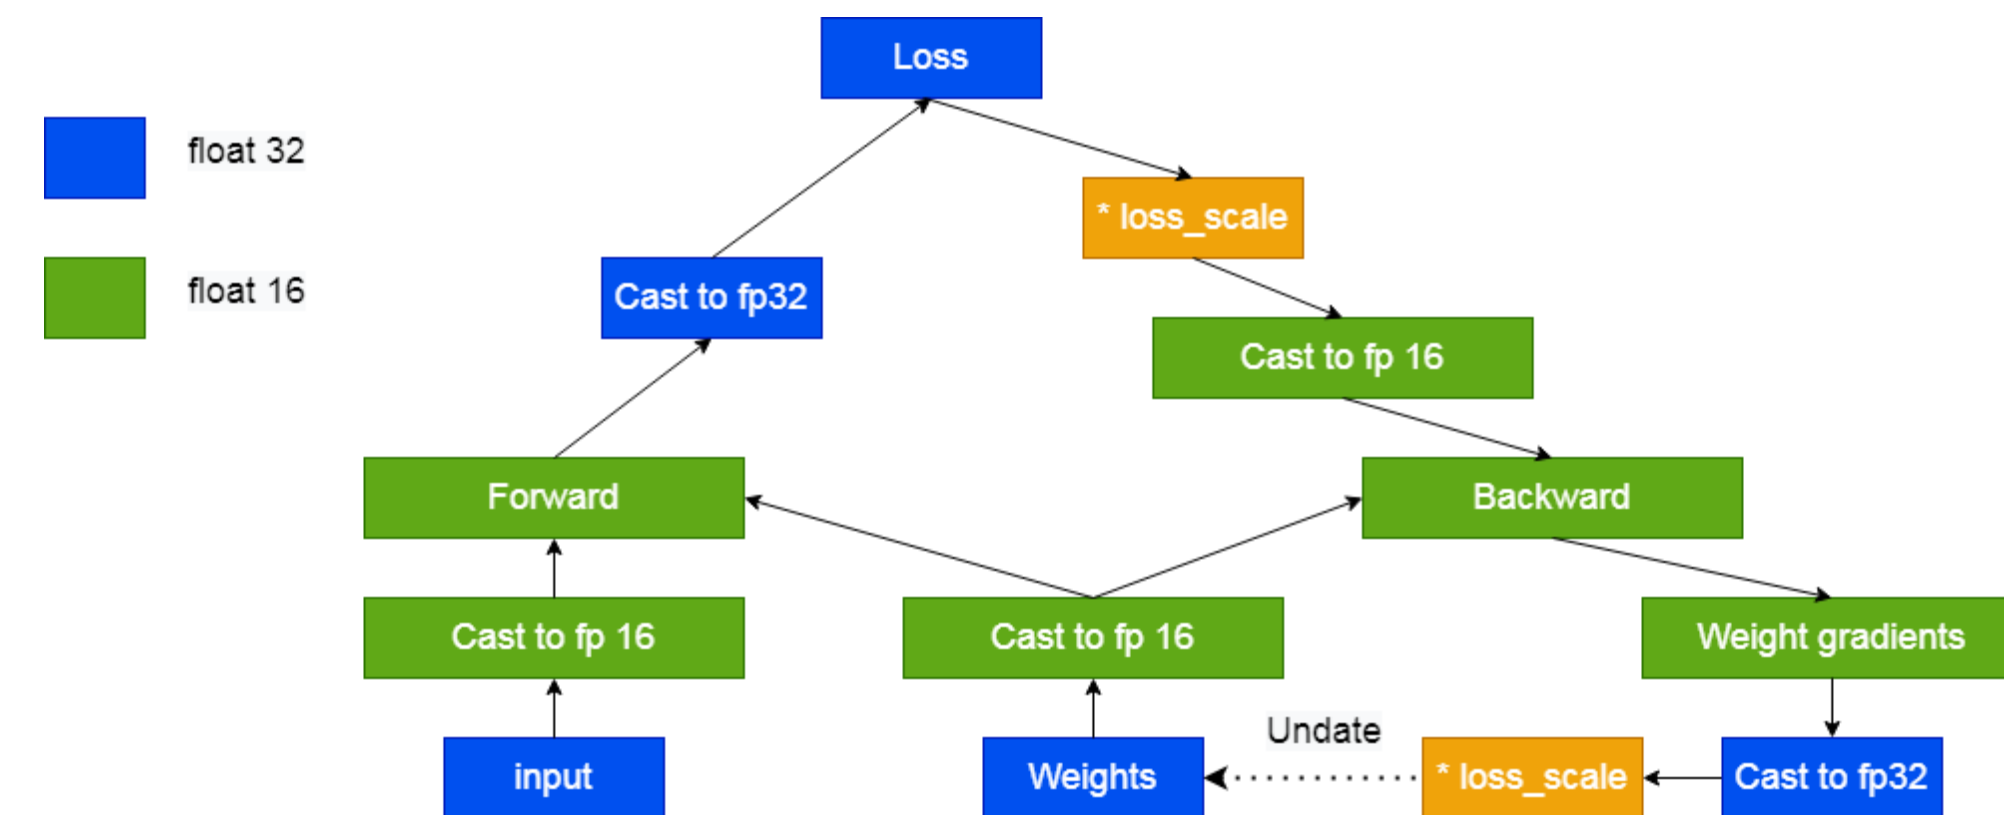 Loss
float 32
* loss_scale
float 16
Cast to fp32
Cast to fp 16
Forward
Backward
Cast to fp 16
Cast to fp 16
Weight gradients
Undate
input
Weights
* loss_scale
Cast to fp32